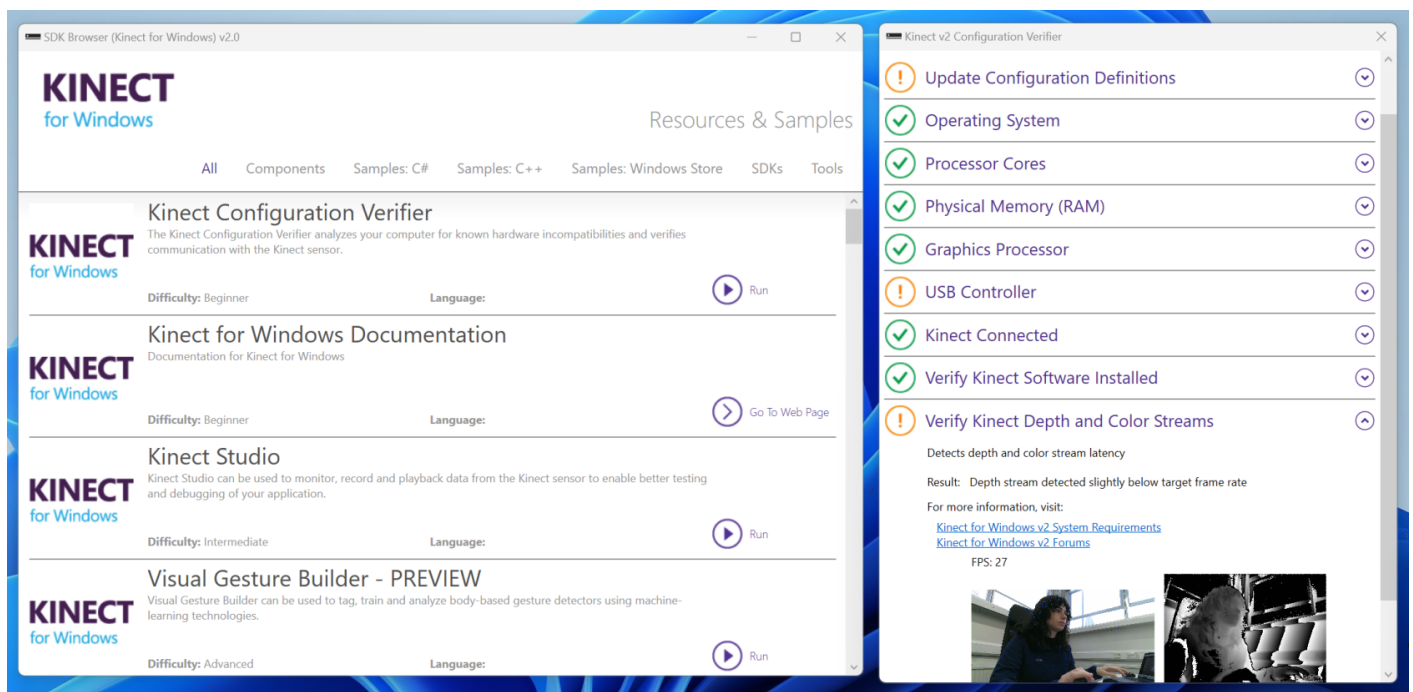 SDK Browser (Kinect for Windows) v2.0
KINECT
for Windows
Resources & Samples
All Components Samples: C# Samples: C++ Samples: Windows Store SDKs Tools
KINECT
for Windows
Kinect Configuration Verifier
The Kinect Configuration Verifier analyzes your computer for known hardware incompatibilities and verifies
communication with the Kinect sensor.
Difficulty: Beginner Language:
Run
KINECT
for Windows
Kinect for Windows Documentation
Documentation for Kinect for Windows
Difficulty: Beginner Language:
Go To Web Page
KINECT
for Windows
Kinect Studio
Kinect Studio can be used to monitor, record and playback data from the Kinect sensor to enable better testing
and debugging of your application.
Difficulty: Intermediate Language:
Run
KINECT
for Windows
Visual Gesture Builder - PREVIEW
Visual Gesture Builder can be used to tag, train and analyze body-based gesture detectors using machine-
learning technologies.
Difficulty: Advanced Language:
Run
Kinect v2 Configuration Verifier
Update Configuration Definitions
Operating System
Processor Cores
Physical Memory (RAM)
Graphics Processor
USB Controller
Kinect Connected
Verify Kinect Software Installed
Verify Kinect Depth and Color Streams
Detects depth and color stream latency
Result: Depth stream detected slightly below target frame rate
For more information, visit:
Kinect for Windows v2 System Requirements
Kinect for Windows v2 Forums
FPS: 27